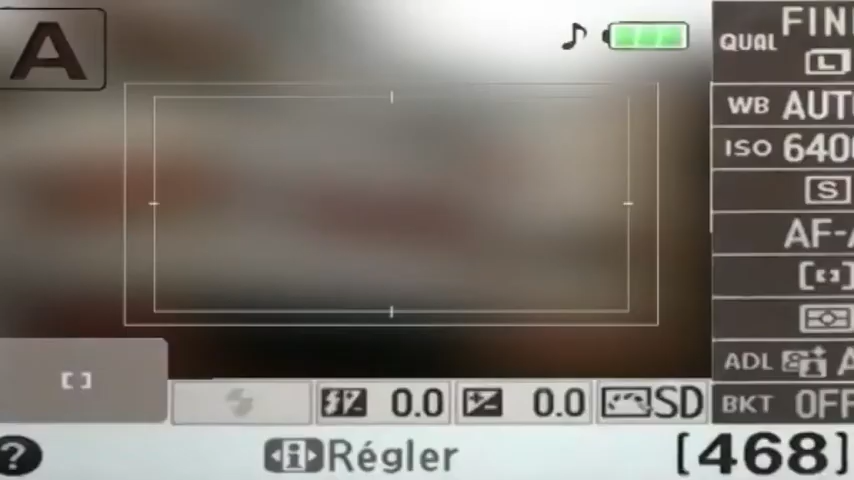 A
QUAL FIN
L
WB AUT
ISO 640
S
AF-
ADL A
0.0 0.0 SD BKT OFF
? i Régler [468]